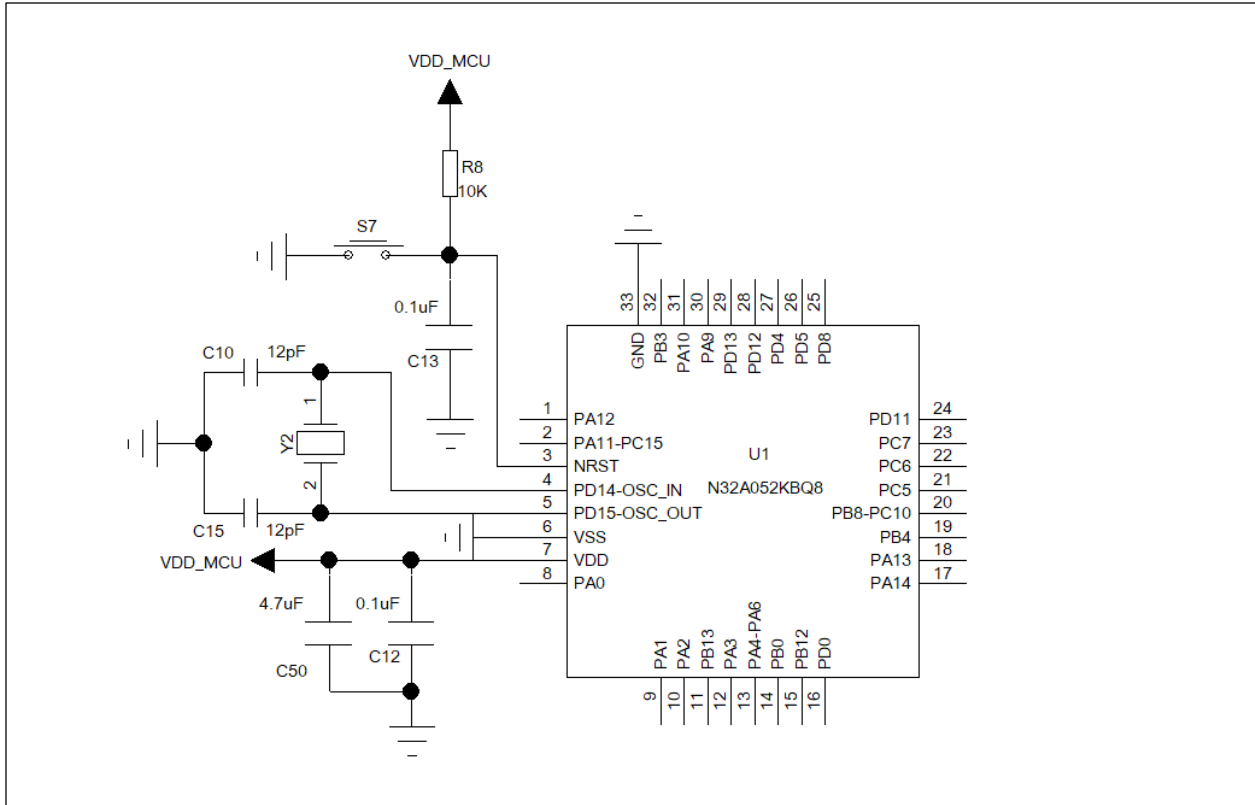 VDD_MCU
R8
10K
S7
0.1uF
C13
C10
12pF
1
Y2
2
C15
12pF
VDD_MCU
4.7uF
0.1uF
C50
C12
33
32
31
30
29
28
27
26
25
GND
PB3
PA10
PA9
PD13
PD12
PD4
PD5
PD8
1 PA12
2 PA11-PC15
3 NRST
4 PD14-OSC_IN
5 PD15-OSC_OUT
6 VSS
7 VDD
8 PA0
U1
N32A052KBQ8
PD11 24
PC7 23
PC6 22
PC5 21
PB8-PC10 20
PB4 19
PA13 18
PA14 17
PA1
PA2
PB13
PA3
PA4-PA6
PB0
PB12
PD0
9
10
11
12
13
14
15
16